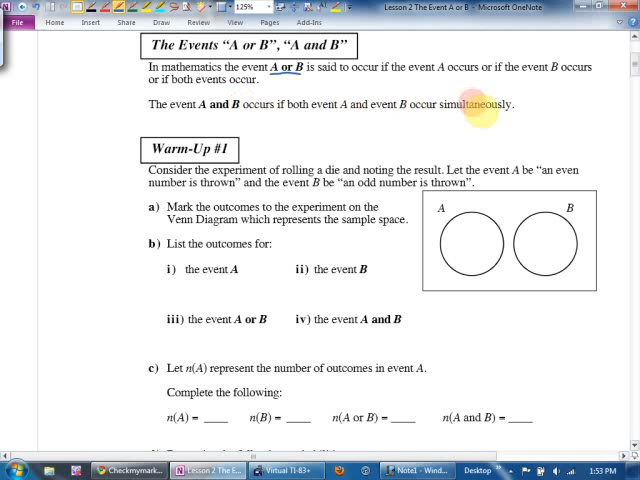 Lesson 2 The Event A or B - Microsoft OneNote
125%
File Home Insert Share Draw Review View Add-Ins
The Events "A or B", "A and B"
In mathematics the event A or B is said to occur if the event A occurs or if the event B occurs
or if both events occur.
The event A and B occurs if both event A and event B occur simultaneously.
Warm-Up #1
Consider the experiment of rolling a die and noting the result. Let the event A be "an even
number is thrown" and the event B be "an odd number is thrown".
a) Mark the outcomes to the experiment on the
Venn Diagram which represents the sample space.
A B
b) List the outcomes for:
i) the event A ii) the event B
iii) the event A or B iv) the event A and B
c) Let n(A) represent the number of outcomes in event A.
Complete the following:
n(A) = ____ n(B) = ____ n(A or B) = ____ n(A and B) = ____
Start Checkmymark... Lesson 2 The E... Virtual TI-83+ Note1 - Wind... Desktop 1:53 PM